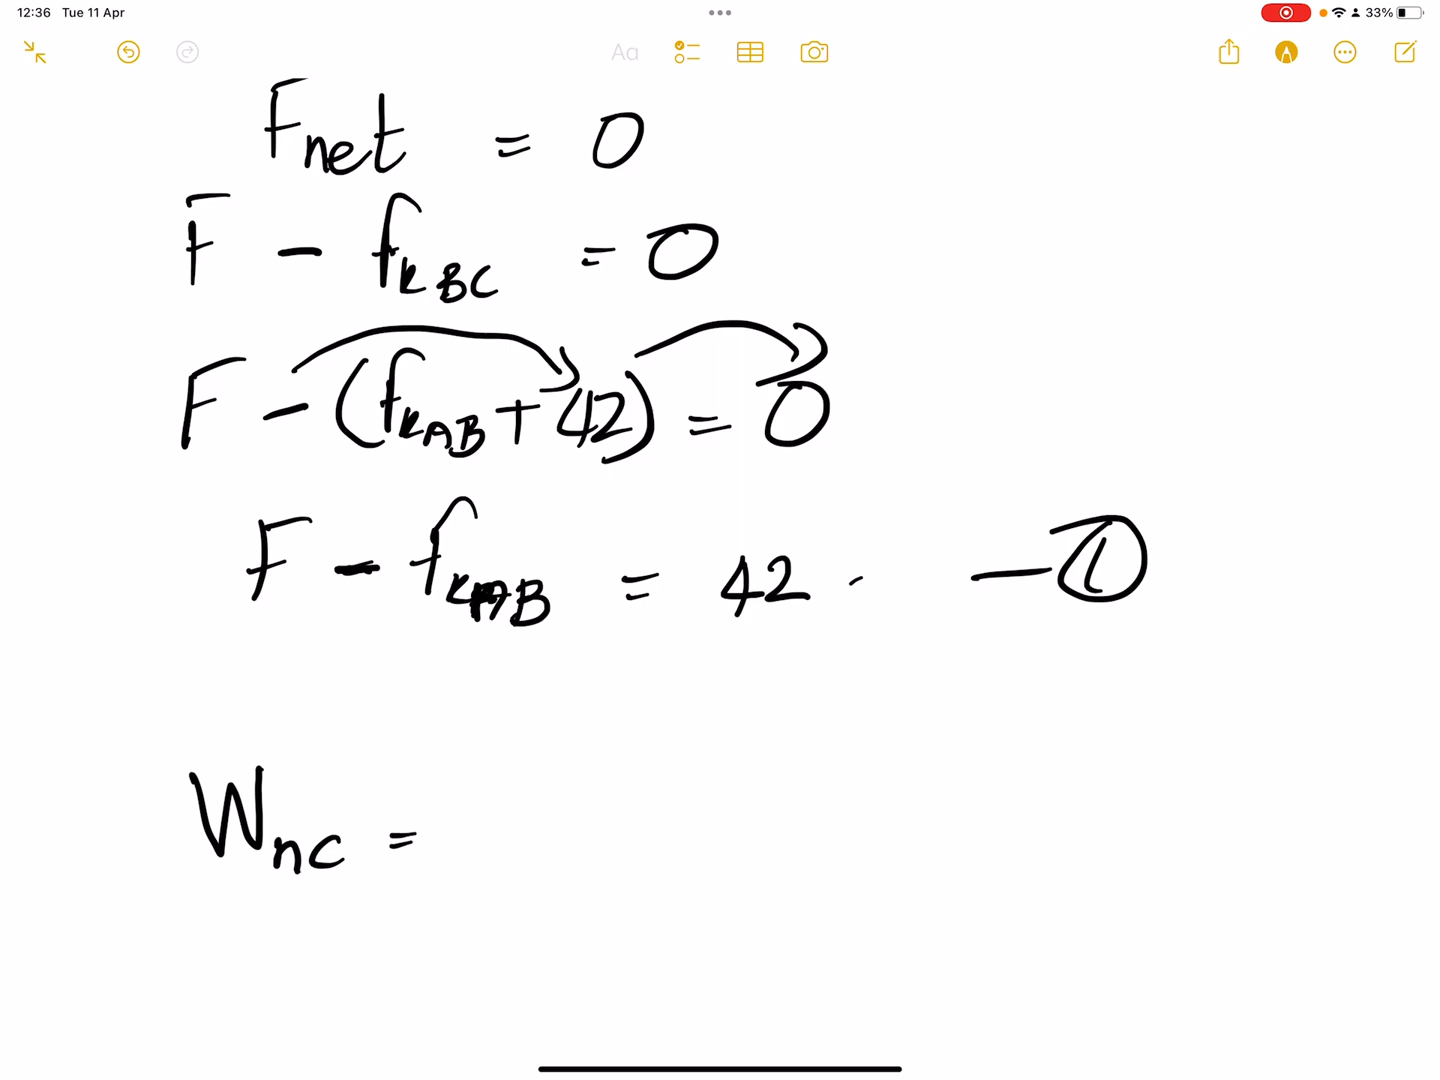 12:36 Tue 11 Apr
33%
Aa
Fnet = 0
F - fkBC = 0
F - (fkAB + 42) = 0
F - fkAB = 42 . - ①
Wnc =